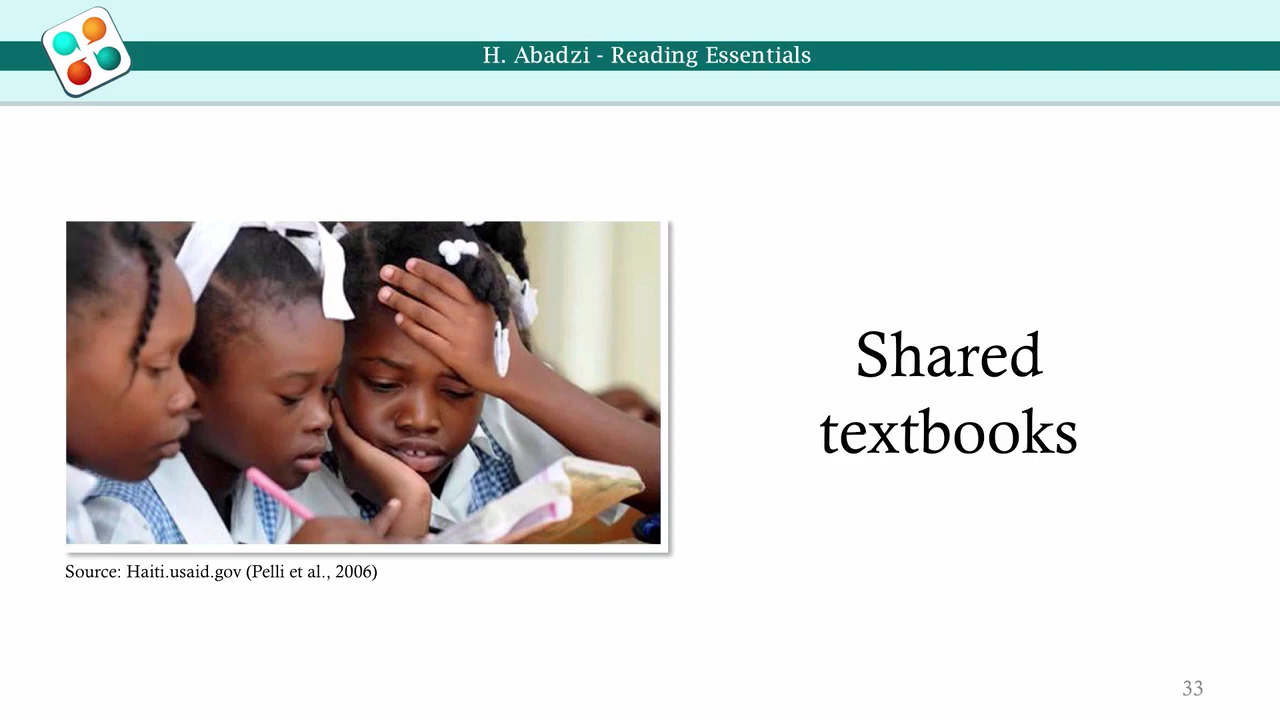 H. Abadzi - Reading Essentials
Shared
textbooks
Source: Haiti.usaid.gov (Pelli et al., 2006)
33